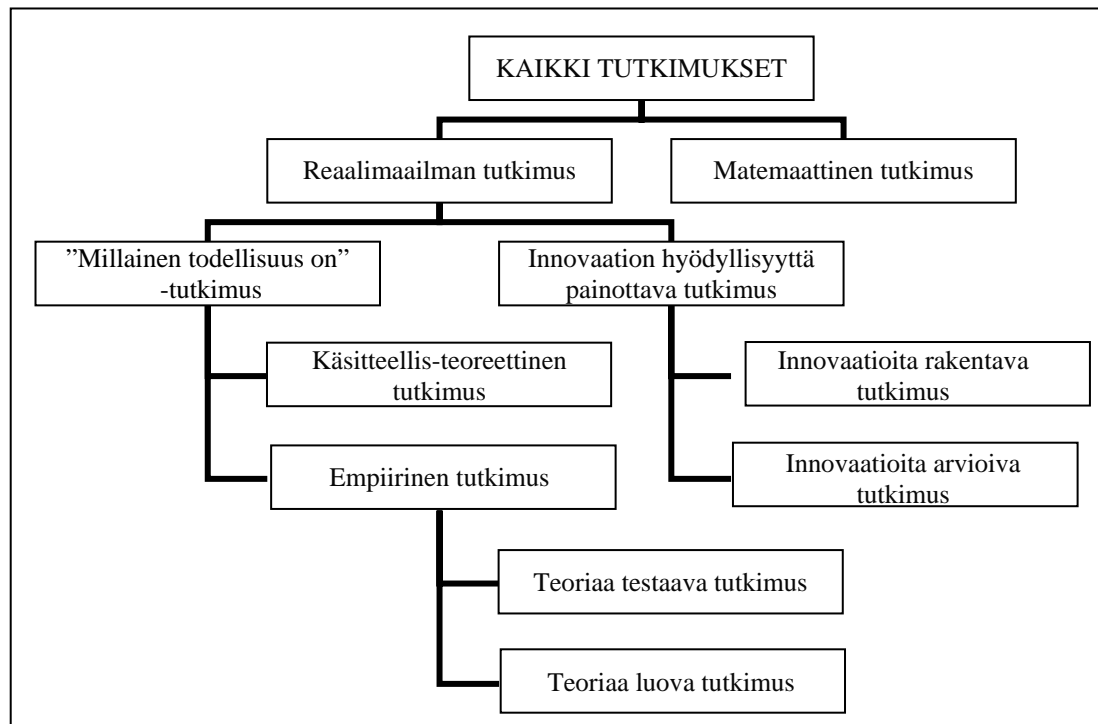 KAIKKI TUTKIMUKSET
Reaalimaailman tutkimus
Matemaattinen tutkimus
”Millainen todellisuus on”
-tutkimus
Innovaation hyödyllisyyttä
painottava tutkimus
Käsitteellis-teoreettinen
tutkimus
Innovaatioita rakentava
tutkimus
Empiirinen tutkimus
Innovaatioita arvioiva
tutkimus
Teoriaa testaava tutkimus
Teoriaa luova tutkimus